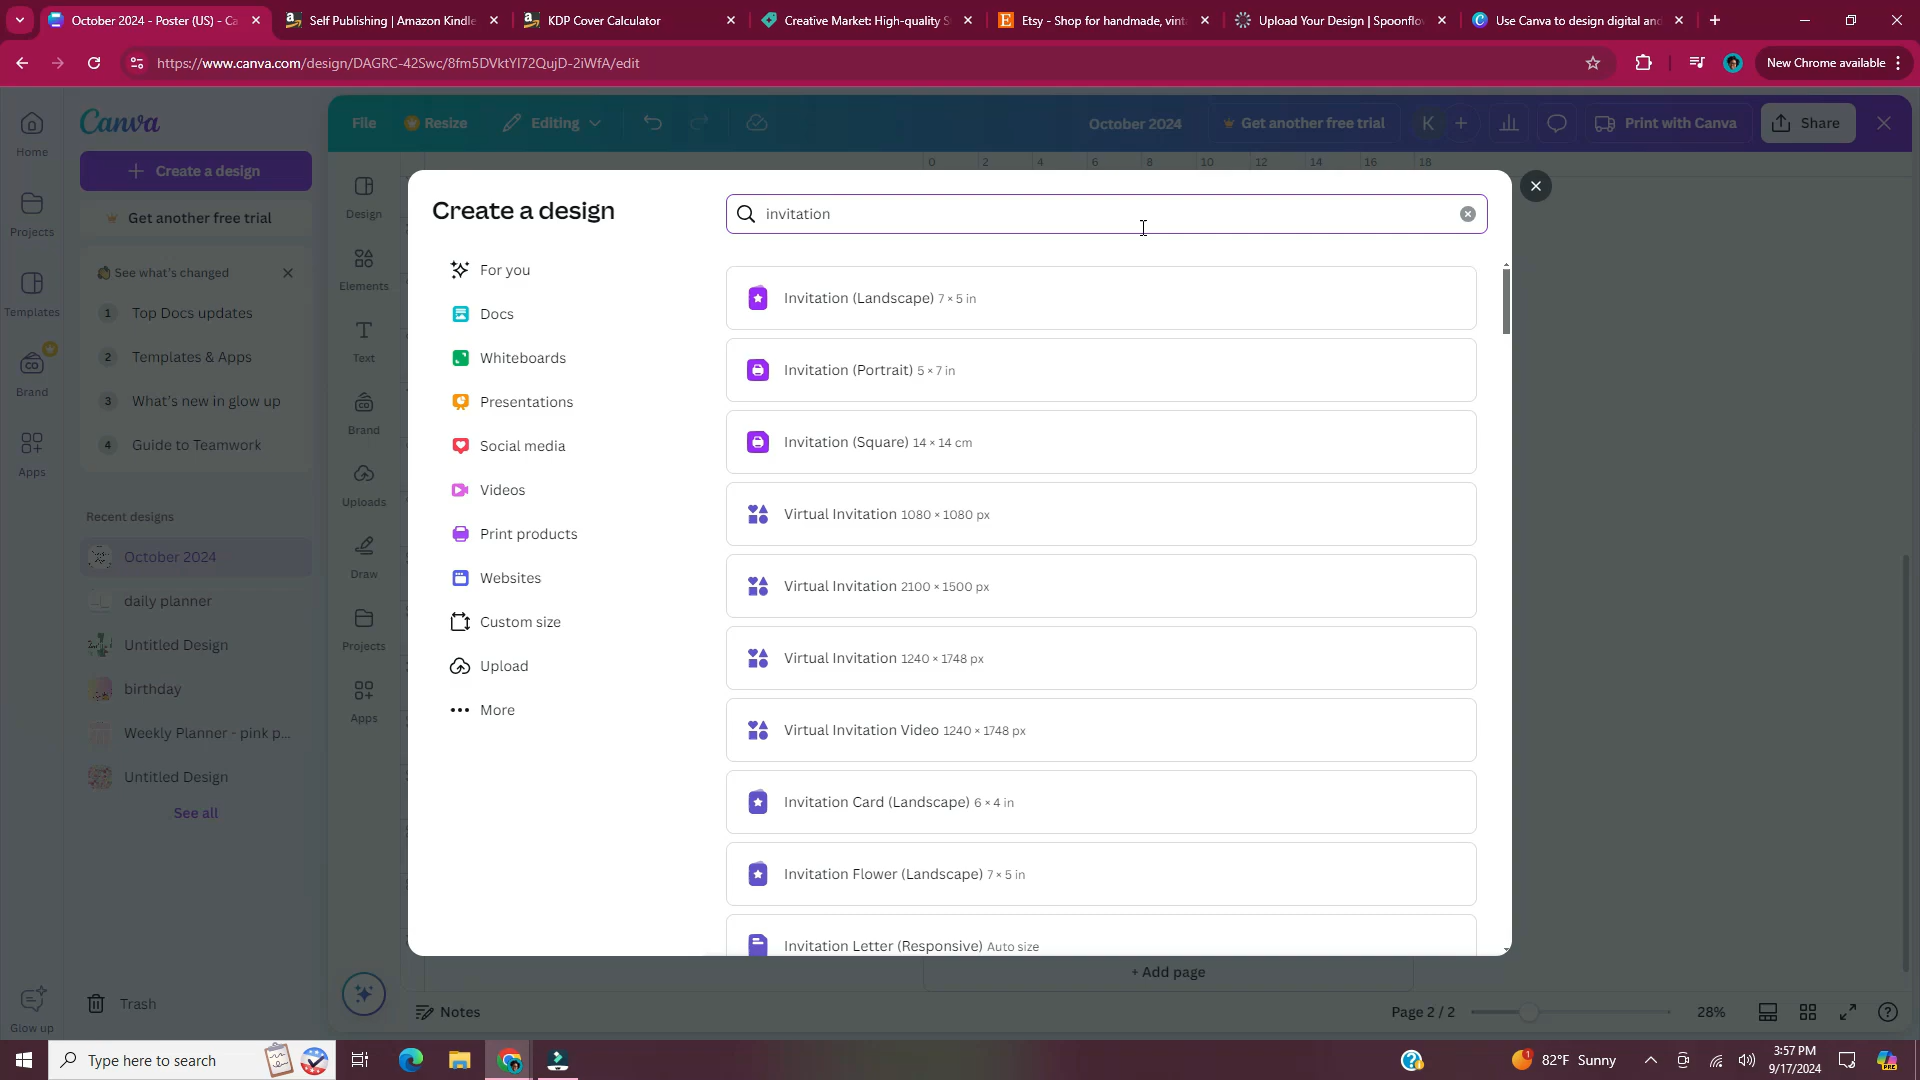 October 2024 - Poster (US) - Ca
Self Publishing | Amazon Kindle
KDP Cover Calculator
Creative Market: High-quality S
Etsy - Shop for handmade, vint
Upload Your Design | Spoonflo
Use Canva to design digital and
https://www.canva.com/design/DAGRC-42Swc/8fm5DVktYl72QujD-2iWfA/edit
New Chrome available
Home
Projects
Templates
Brand
Apps
Glow up
Canva
Create a design
Get another free trial
See what's changed
1 Top Docs updates
2 Templates & Apps
3 What's new in glow up
4 Guide to Teamwork
Recent designs
October 2024
daily planner
Untitled Design
birthday
Weekly Planner - pink p...
Untitled Design
See all
Trash
File
Resize
Editing
October 2024
Get another free trial
K
Print with Canva
Share
0 2 4 6 8 10 12 14 16 18
Design
Elements
Text
Brand
Uploads
Draw
Projects
Apps
Create a design
invitation
For you
Docs
Whiteboards
Presentations
Social media
Videos
Print products
Websites
Custom size
Upload
More
Invitation (Landscape) 7 × 5 in
Invitation (Portrait) 5 × 7 in
Invitation (Square) 14 × 14 cm
Virtual Invitation 1080 × 1080 px
Virtual Invitation 2100 × 1500 px
Virtual Invitation 1240 × 1748 px
Virtual Invitation Video 1240 × 1748 px
Invitation Card (Landscape) 6 × 4 in
Invitation Flower (Landscape) 7 × 5 in
Invitation Letter (Responsive) Auto size
+ Add page
Notes
Page 2 / 2
28%
Type here to search
82°F Sunny
3:57 PM
9/17/2024